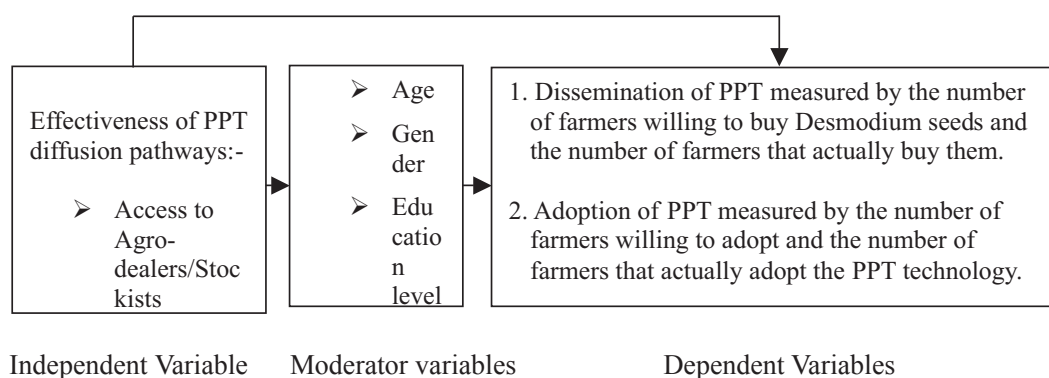 Effectiveness of PPT
diffusion pathways:-
➢ Access to
Agro-
dealers/Stoc
kists
➢ Age
➢ Gen
der
➢ Edu
catio
n
level
1. Dissemination of PPT measured by the number
of farmers willing to buy Desmodium seeds and
the number of farmers that actually buy them.
2. Adoption of PPT measured by the number of
farmers willing to adopt and the number of
farmers that actually adopt the PPT technology.
Independent Variable
Moderator variables
Dependent Variables